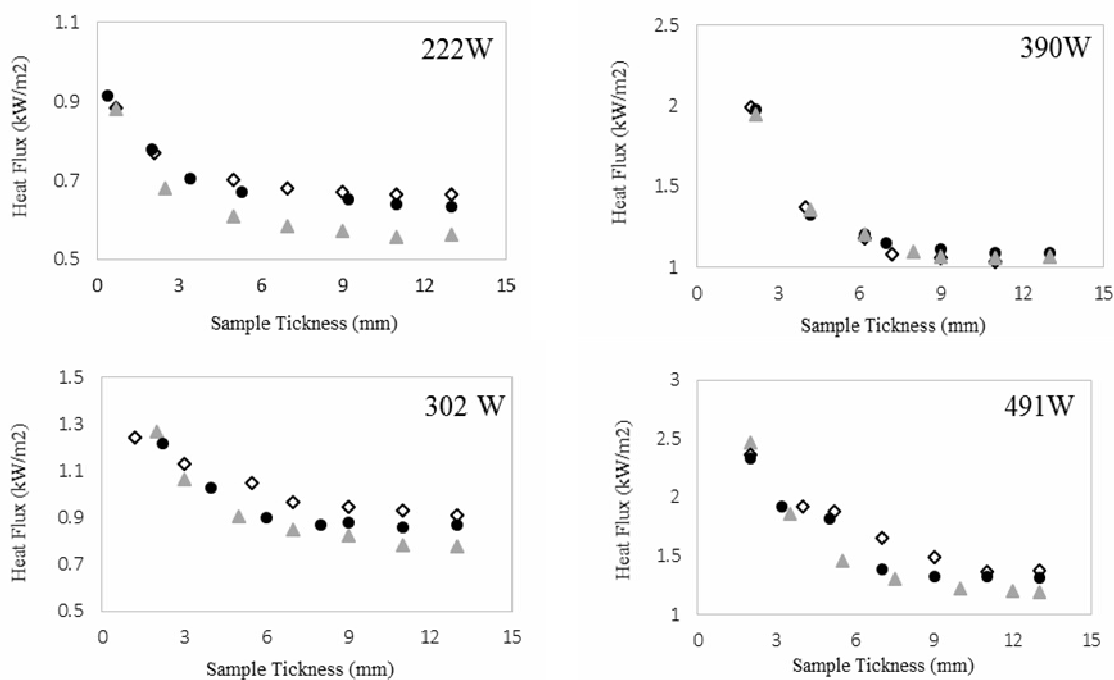 222W
Heat Flux (kW/m2)
1.1
0.9
0.7
0.5
0 3 6 9 12 15
Sample Tickness (mm)
390W
Heat Flux (kW/m2)
2.5
2
1.5
1
0 3 6 9 12 15
Sample Tickness (mm)
302 W
Heat Flux (kW/m2)
1.5
1.3
1.1
0.9
0.7
0.5
0 3 6 9 12 15
Sample Tickness (mm)
491W
Heat Flux (kW/m2)
3
2.5
2
1.5
1
0 3 6 9 12 15
Sample Tickness (mm)